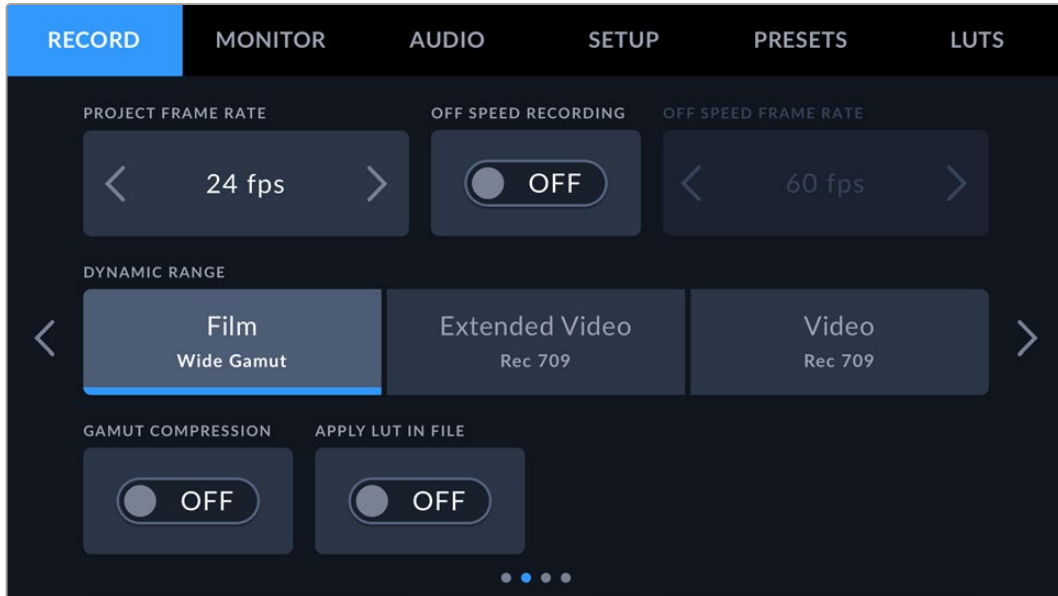 RECORD MONITOR AUDIO SETUP PRESETS LUTS
PROJECT FRAME RATE OFF SPEED RECORDING OFF SPEED FRAME RATE
24 fps OFF 60 fps
DYNAMIC RANGE
Film Extended Video Video
Wide Gamut Rec 709 Rec 709
GAMUT COMPRESSION APPLY LUT IN FILE
OFF OFF